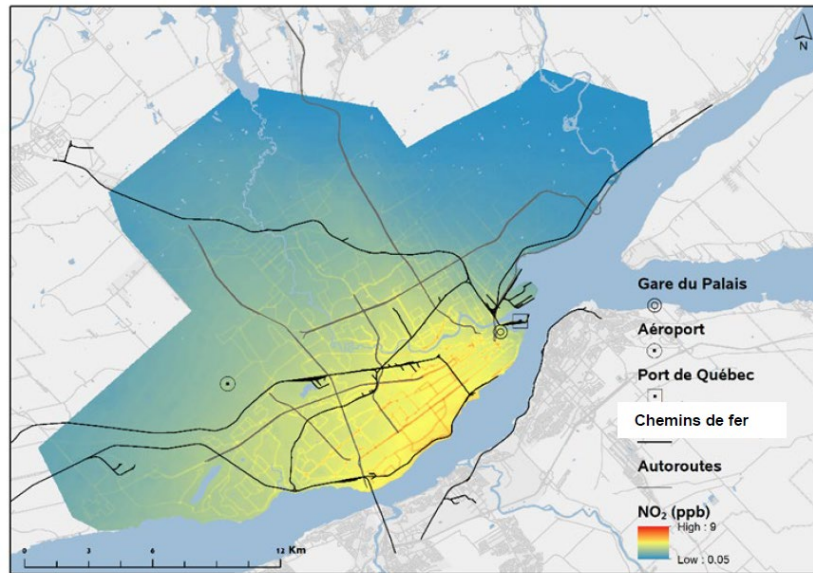 N
Gare du Palais
Aéroport
Port de Québec
Chemins de fer
Autoroutes
NO₂ (ppb)
High : 9
Low : 0.05
0 3 6 12 Km